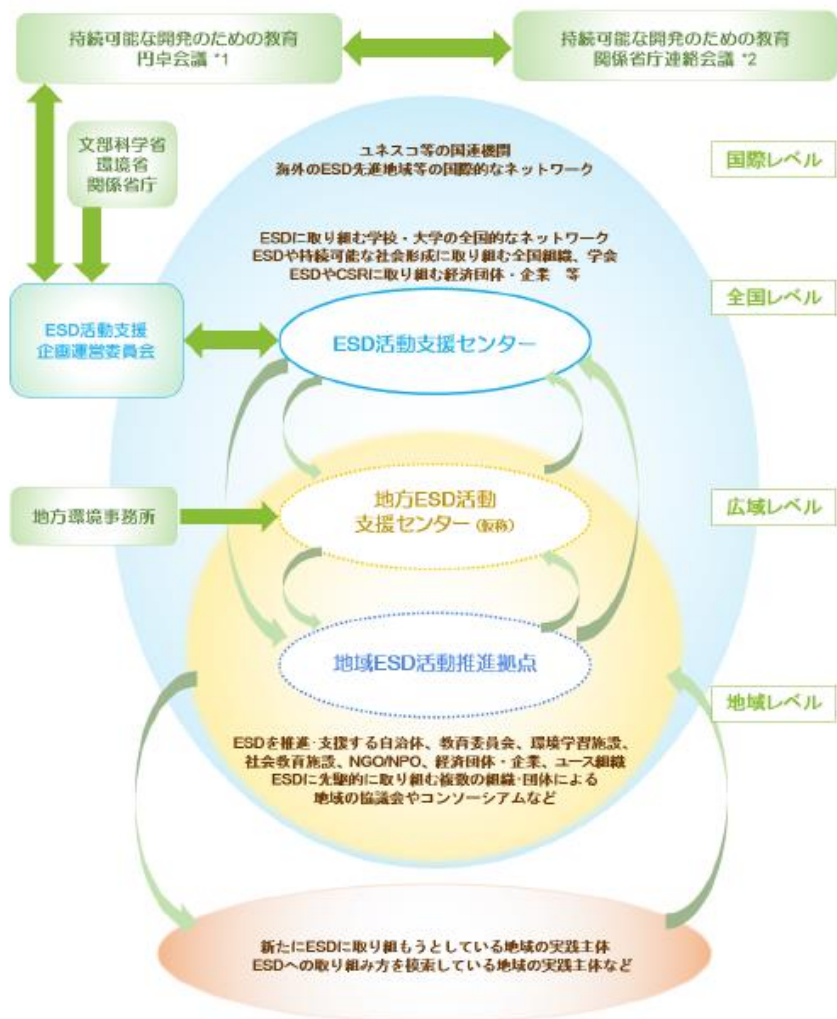 持続可能な開発のための教育
円卓会議 *1
持続可能な開発のための教育
関係省庁連絡会議 *2
文部科学省
環境省
関係省庁
ユネスコ等の国連機関
海外のESD先進地域等の国際的なネットワーク
国際レベル
ESDに取り組む学校・大学の全国的なネットワーク
ESDや持続可能な社会形成に取り組む全国組織、学会
ESDやCSRに取り組む経済団体・企業 等
全国レベル
ESD活動支援
企画運営委員会
ESD活動支援センター
地方環境事務所
地方ESD活動
支援センター(仮称)
広域レベル
地域ESD活動推進拠点
地域レベル
ESDを推進・支援する自治体、教育委員会、環境学習施設、
社会教育施設、NGO/NPO、経済団体・企業、ユース組織
ESDに先駆的に取り組む複数の組織・団体による
地域の協議会やコンソーシアムなど
新たにESDに取り組もうとしている地域の実践主体
ESDへの取り組み方を模索している地域の実践主体など